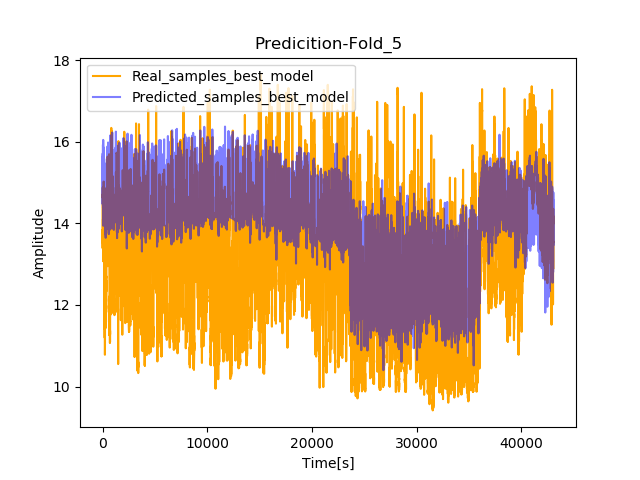 Predicition-Fold_5
Real_samples_best_model
Predicted_samples_best_model
18
16
14
12
10
Amplitude
0
10000
20000
30000
40000
Time[s]